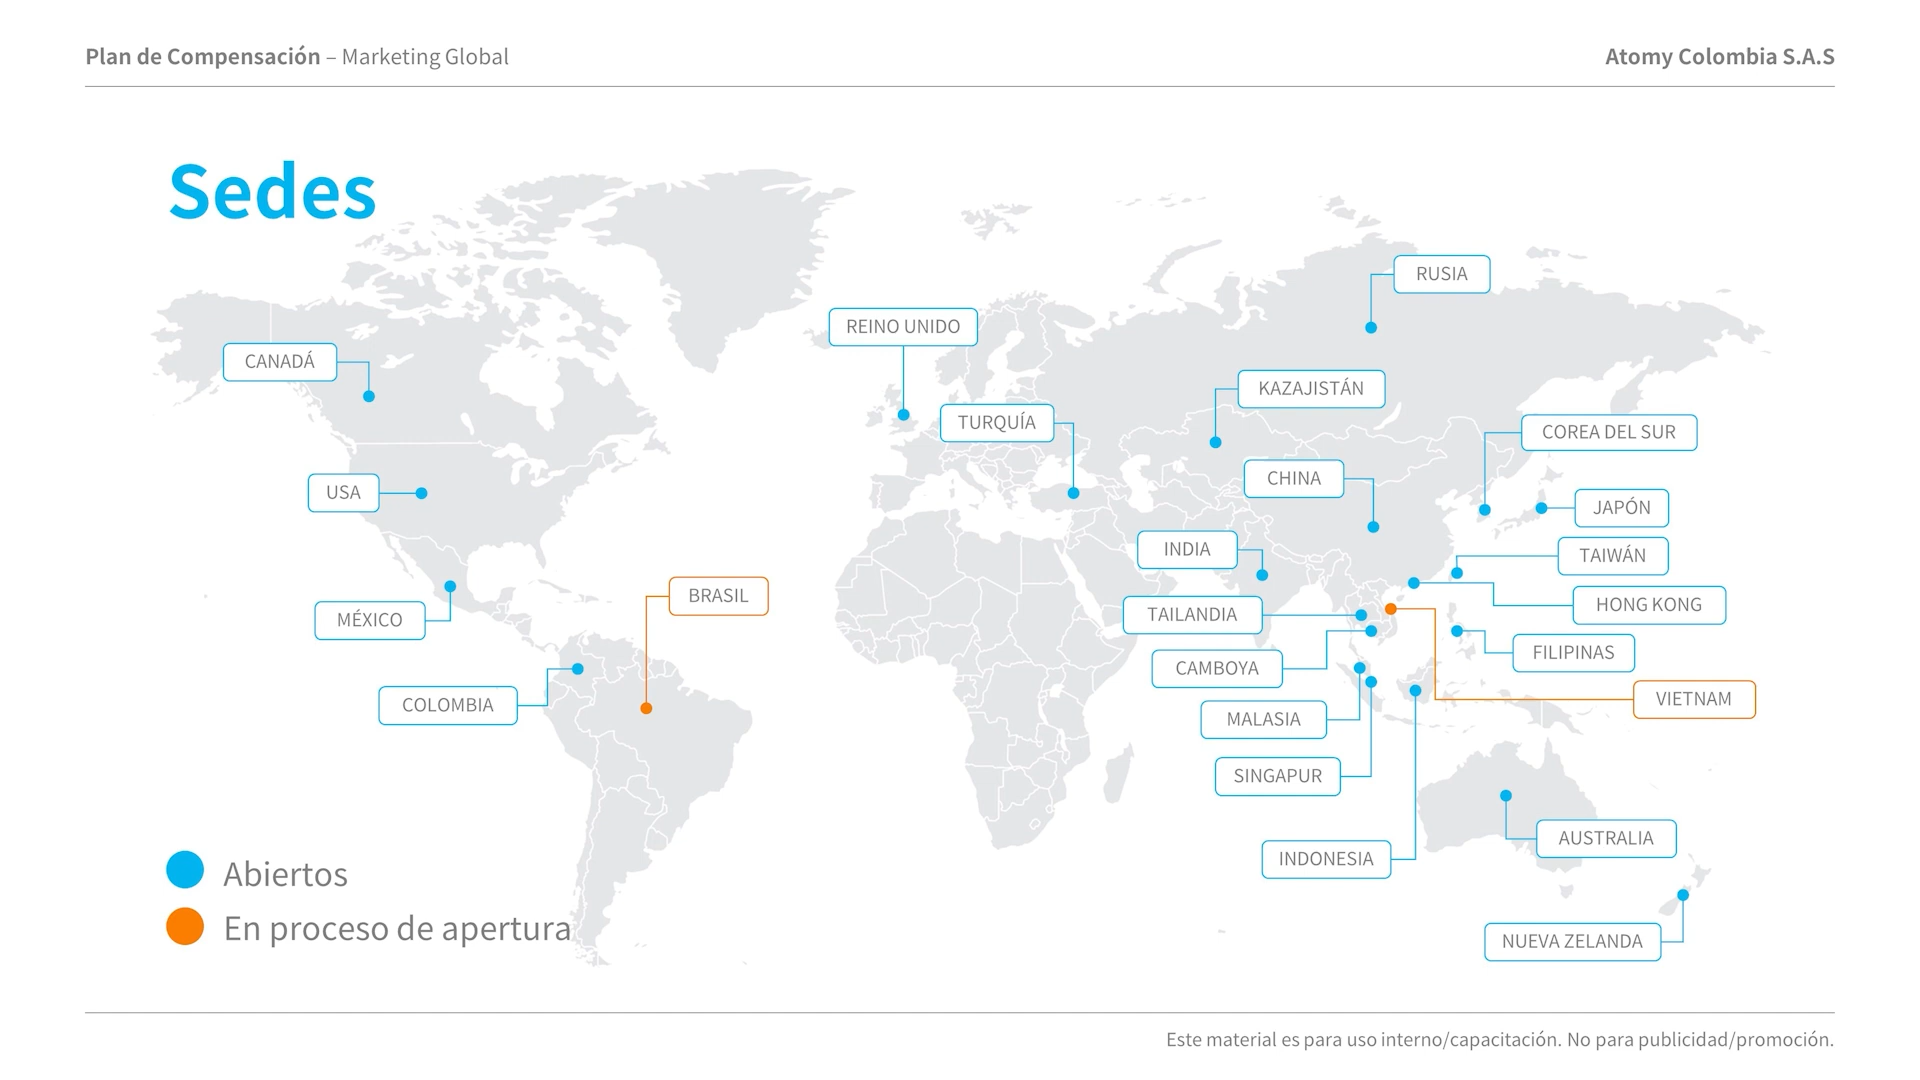 Plan de Compensación – Marketing Global
Atomy Colombia S.A.S
Sedes
RUSIA
REINO UNIDO
CANADÁ
KAZAJISTÁN
TURQUÍA
COREA DEL SUR
CHINA
USA
JAPÓN
INDIA
TAIWÁN
BRASIL
HONG KONG
TAILANDIA
MÉXICO
FILIPINAS
CAMBOYA
VIETNAM
COLOMBIA
MALASIA
SINGAPUR
AUSTRALIA
INDONESIA
Abiertos
En proceso de apertura
NUEVA ZELANDA
Este material es para uso interno/capacitación. No para publicidad/promoción.